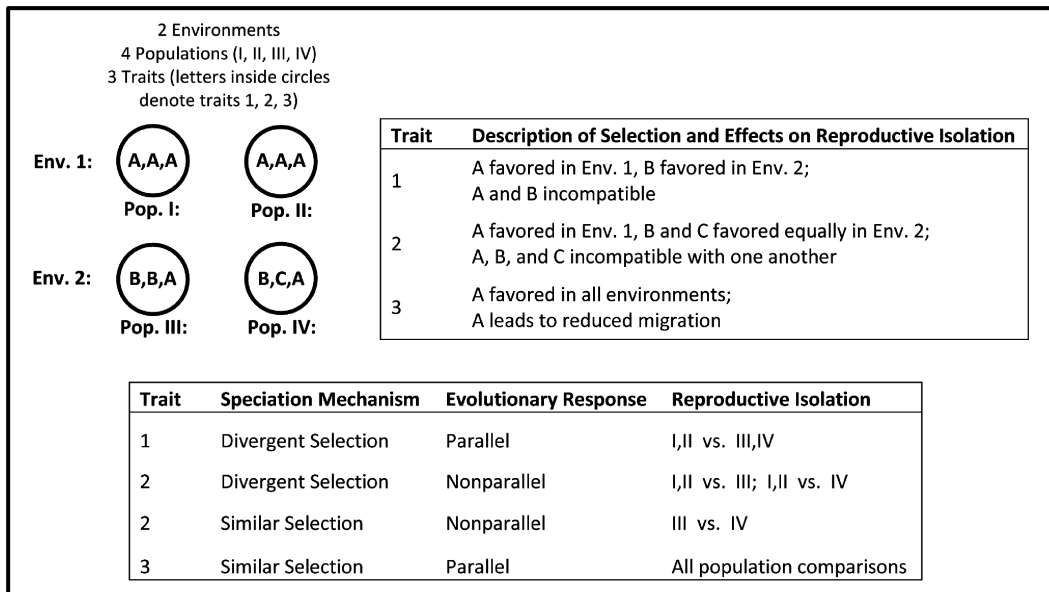 2 Environments
4 Populations (I, II, III, IV)
3 Traits (letters inside circles
denote traits 1, 2, 3)
Env. 1: A,A,A A,A,A
Pop. I: Pop. II:
Env. 2: B,B,A B,C,A
Pop. III: Pop. IV:
Trait Description of Selection and Effects on Reproductive Isolation
1 A favored in Env. 1, B favored in Env. 2;
A and B incompatible
2 A favored in Env. 1, B and C favored equally in Env. 2;
A, B, and C incompatible with one another
3 A favored in all environments;
A leads to reduced migration
Trait Speciation Mechanism Evolutionary Response Reproductive Isolation
1 Divergent Selection Parallel I,II vs. III,IV
2 Divergent Selection Nonparallel I,II vs. III; I,II vs. IV
2 Similar Selection Nonparallel III vs. IV
3 Similar Selection Parallel All population comparisons